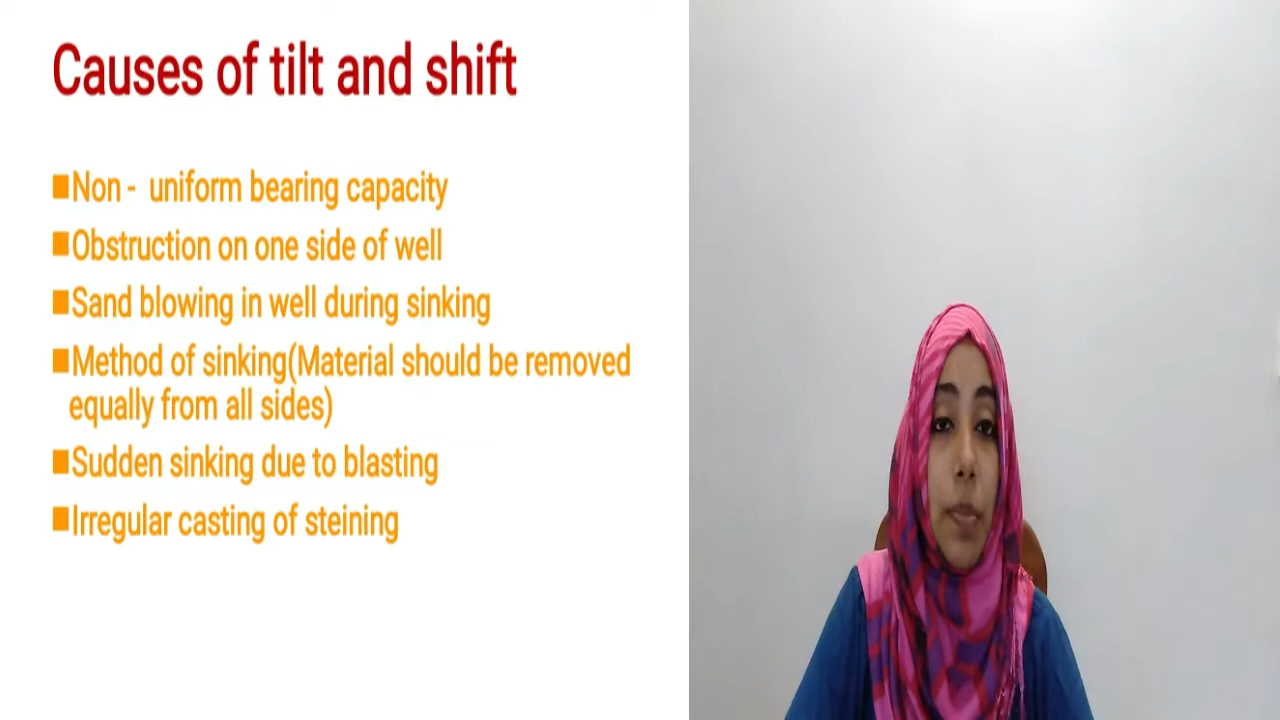 Causes of tilt and shift
■Non - uniform bearing capacity
■Obstruction on one side of well
■Sand blowing in well during sinking
■Method of sinking(Material should be removed
equally from all sides)
■Sudden sinking due to blasting
■Irregular casting of steining